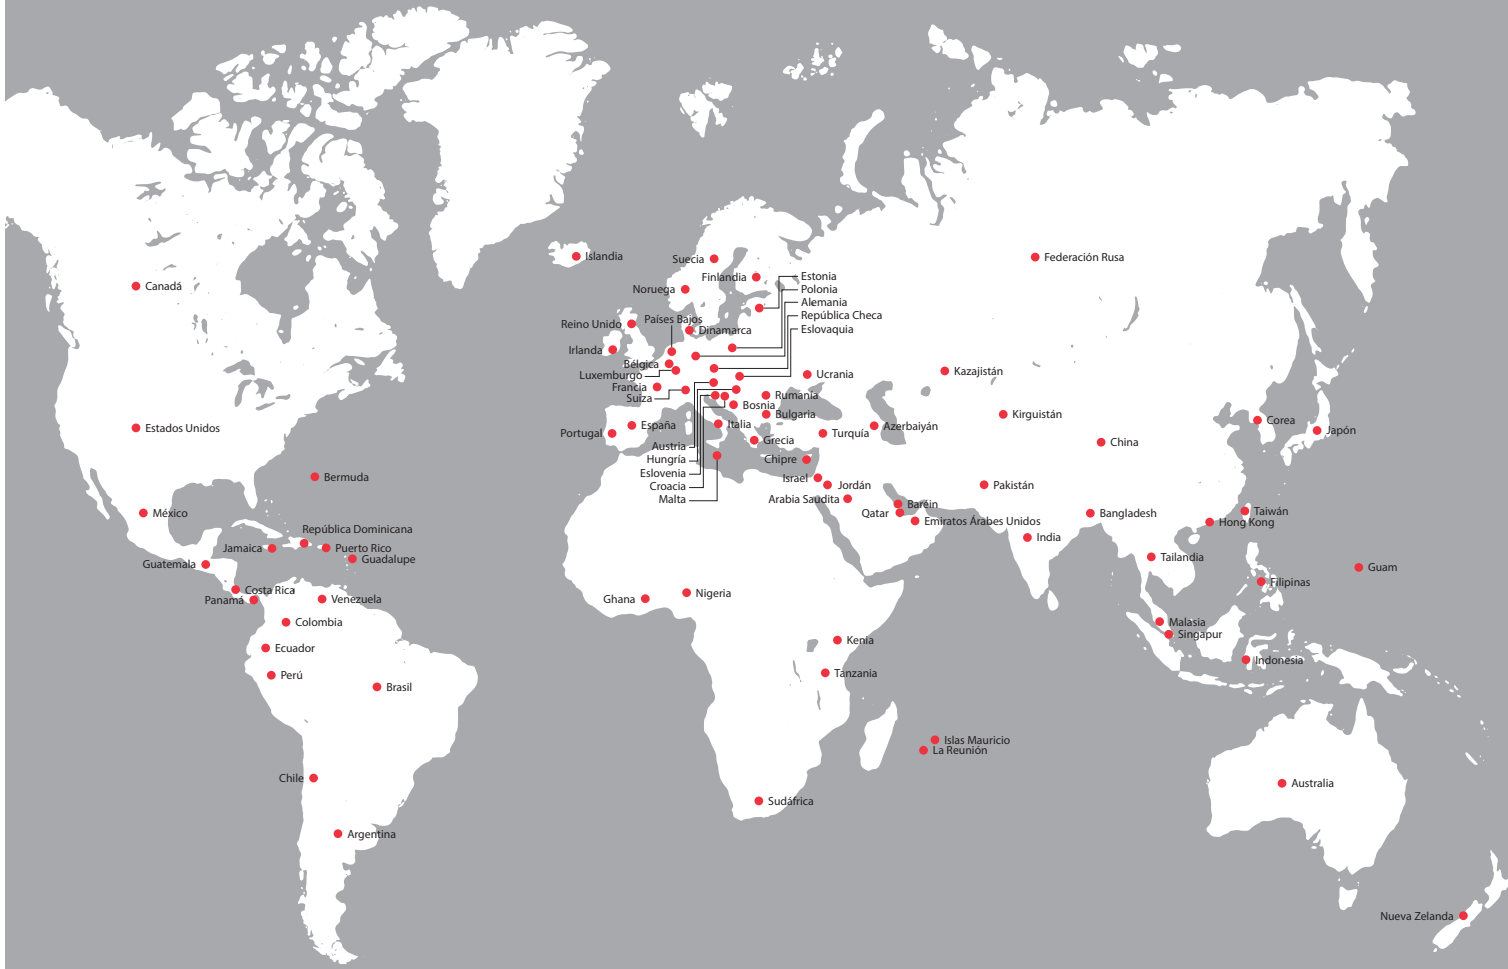 Islandia
Suecia
Federación Rusa
Finlandia
Estonia
Canadá
Noruega
Polonia
Alemania
Países Bajos
República Checa
Reino Unido
Dinamarca
Eslovaquia
Irlanda
Bélgica
Luxemburgo
Ucrania
Kazajistán
Francia
Suiza
Rumanía
Bosnia
Bulgaria
Kirguistán
Estados Unidos
España
Italia
Azerbaiyán
Corea
Japón
Portugal
Turquía
Grecia
China
Austria
Hungría
Chipre
Eslovenia
Bermuda
Israel
Croacia
Jordán
Pakistán
Malta
Arabia Saudita
Baréin
México
Qatar
Bangladesh
Taiwán
Emiratos Árabes Unidos
Hong Kong
República Dominicana
India
Jamaica
Puerto Rico
Guadalupe
Tailandia
Guatemala
Guam
Filipinas
Costa Rica
Panamá
Venezuela
Ghana
Nigeria
Colombia
Malasia
Singapur
Kenia
Ecuador
Indonesia
Perú
Tanzania
Brasil
Islas Mauricio
La Reunión
Chile
Australia
Sudáfrica
Argentina
Nueva Zelanda